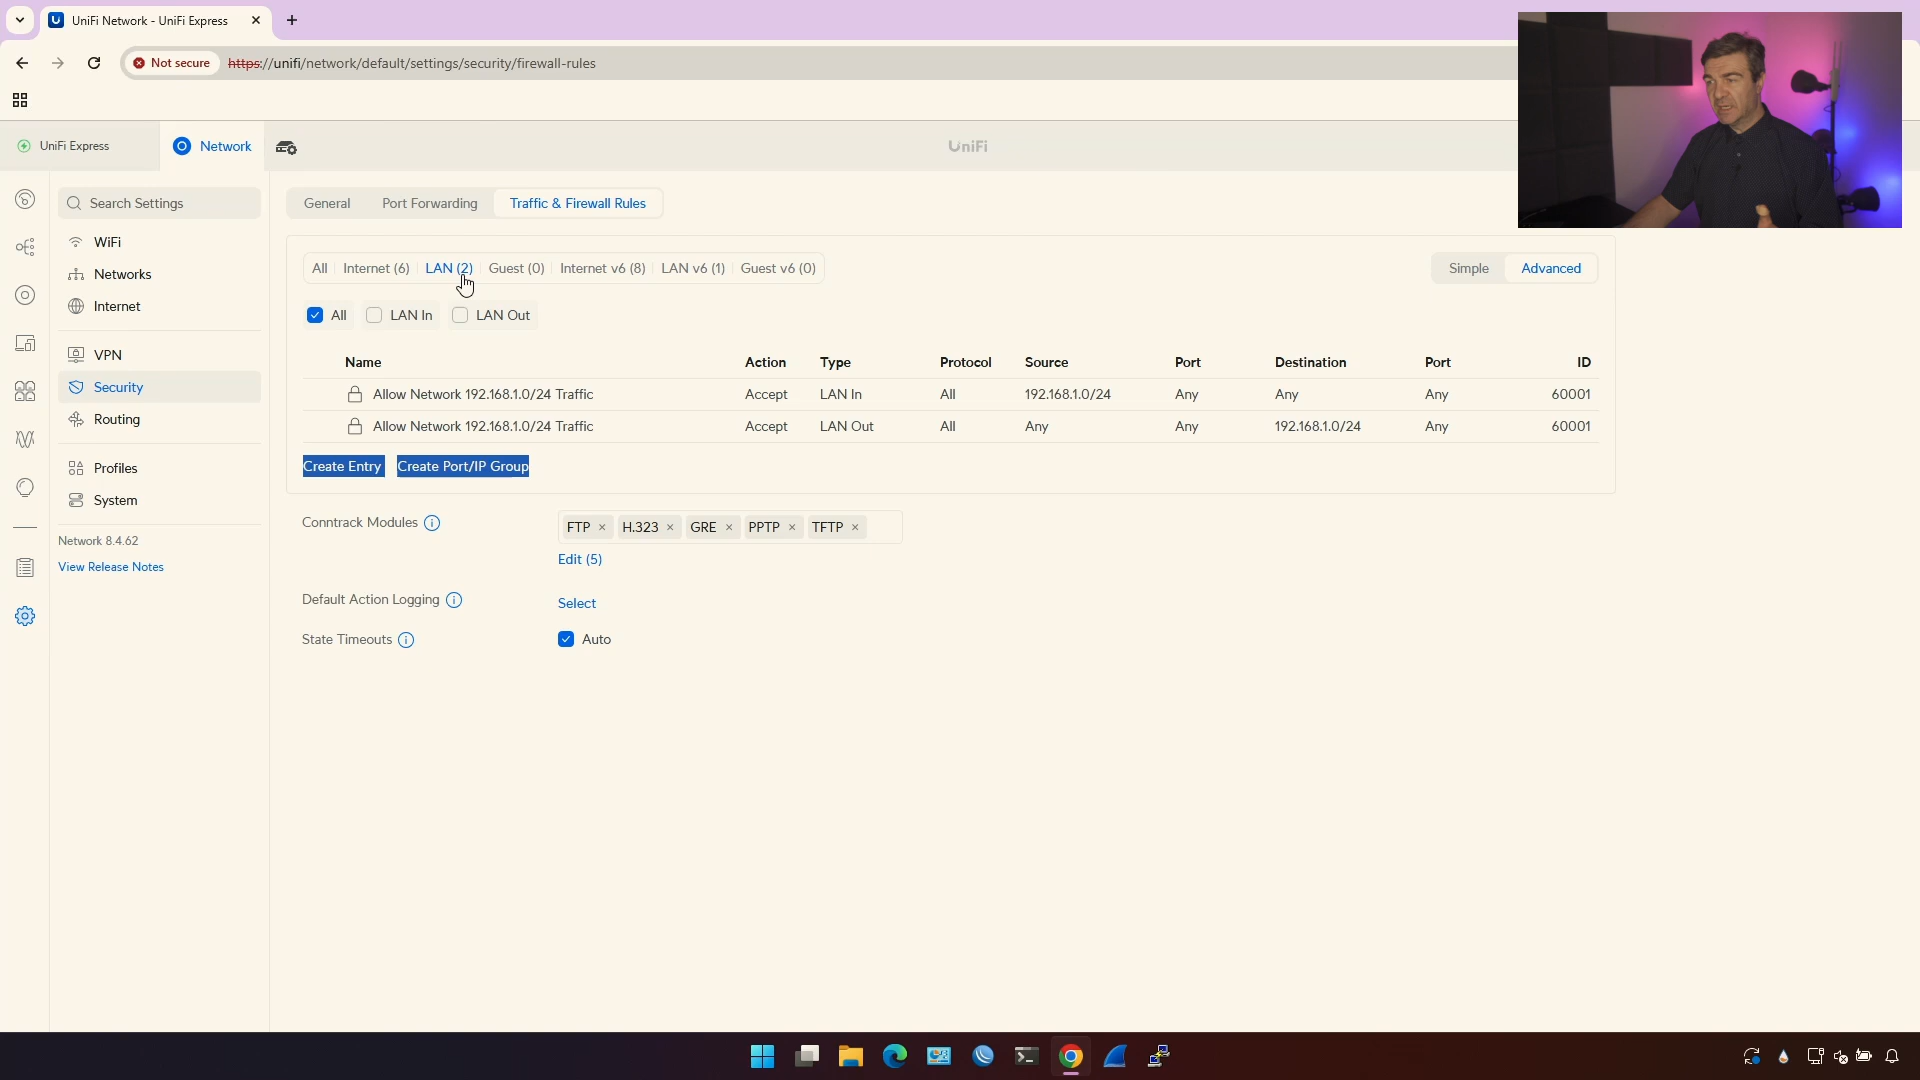 UniFi Network - UniFi Express
Not secure
https://unifi/network/default/settings/security/firewall-rules
UniFi Express
Network
UniFi
Search Settings
WiFi
Networks
Internet
VPN
Security
Routing
Profiles
System
Network 8.4.62
View Release Notes
General Port Forwarding Traffic & Firewall Rules
All Internet (6) LAN (2) Guest (0) Internet v6 (8) LAN v6 (1) Guest v6 (0)
Simple Advanced
All LAN In LAN Out
Name Action Type Protocol Source Port Destination Port ID
Allow Network 192.168.1.0/24 Traffic Accept LAN In All 192.168.1.0/24 Any Any Any 60001
Allow Network 192.168.1.0/24 Traffic Accept LAN Out All Any Any 192.168.1.0/24 Any 60001
Create Entry Create Port/IP Group
Conntrack Modules FTP H.323 GRE PPTP TFTP
Edit (5)
Default Action Logging Select
State Timeouts Auto